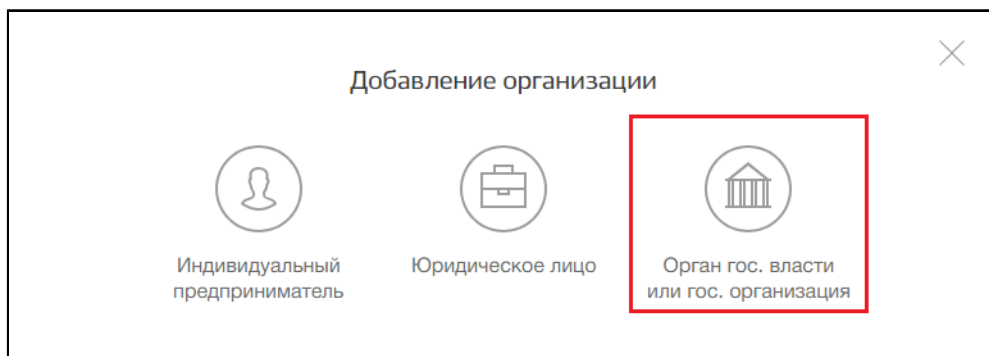 Добавление организации
Индивидуальный
предприниматель
Юридическое лицо
Орган гос. власти
или гос. организация